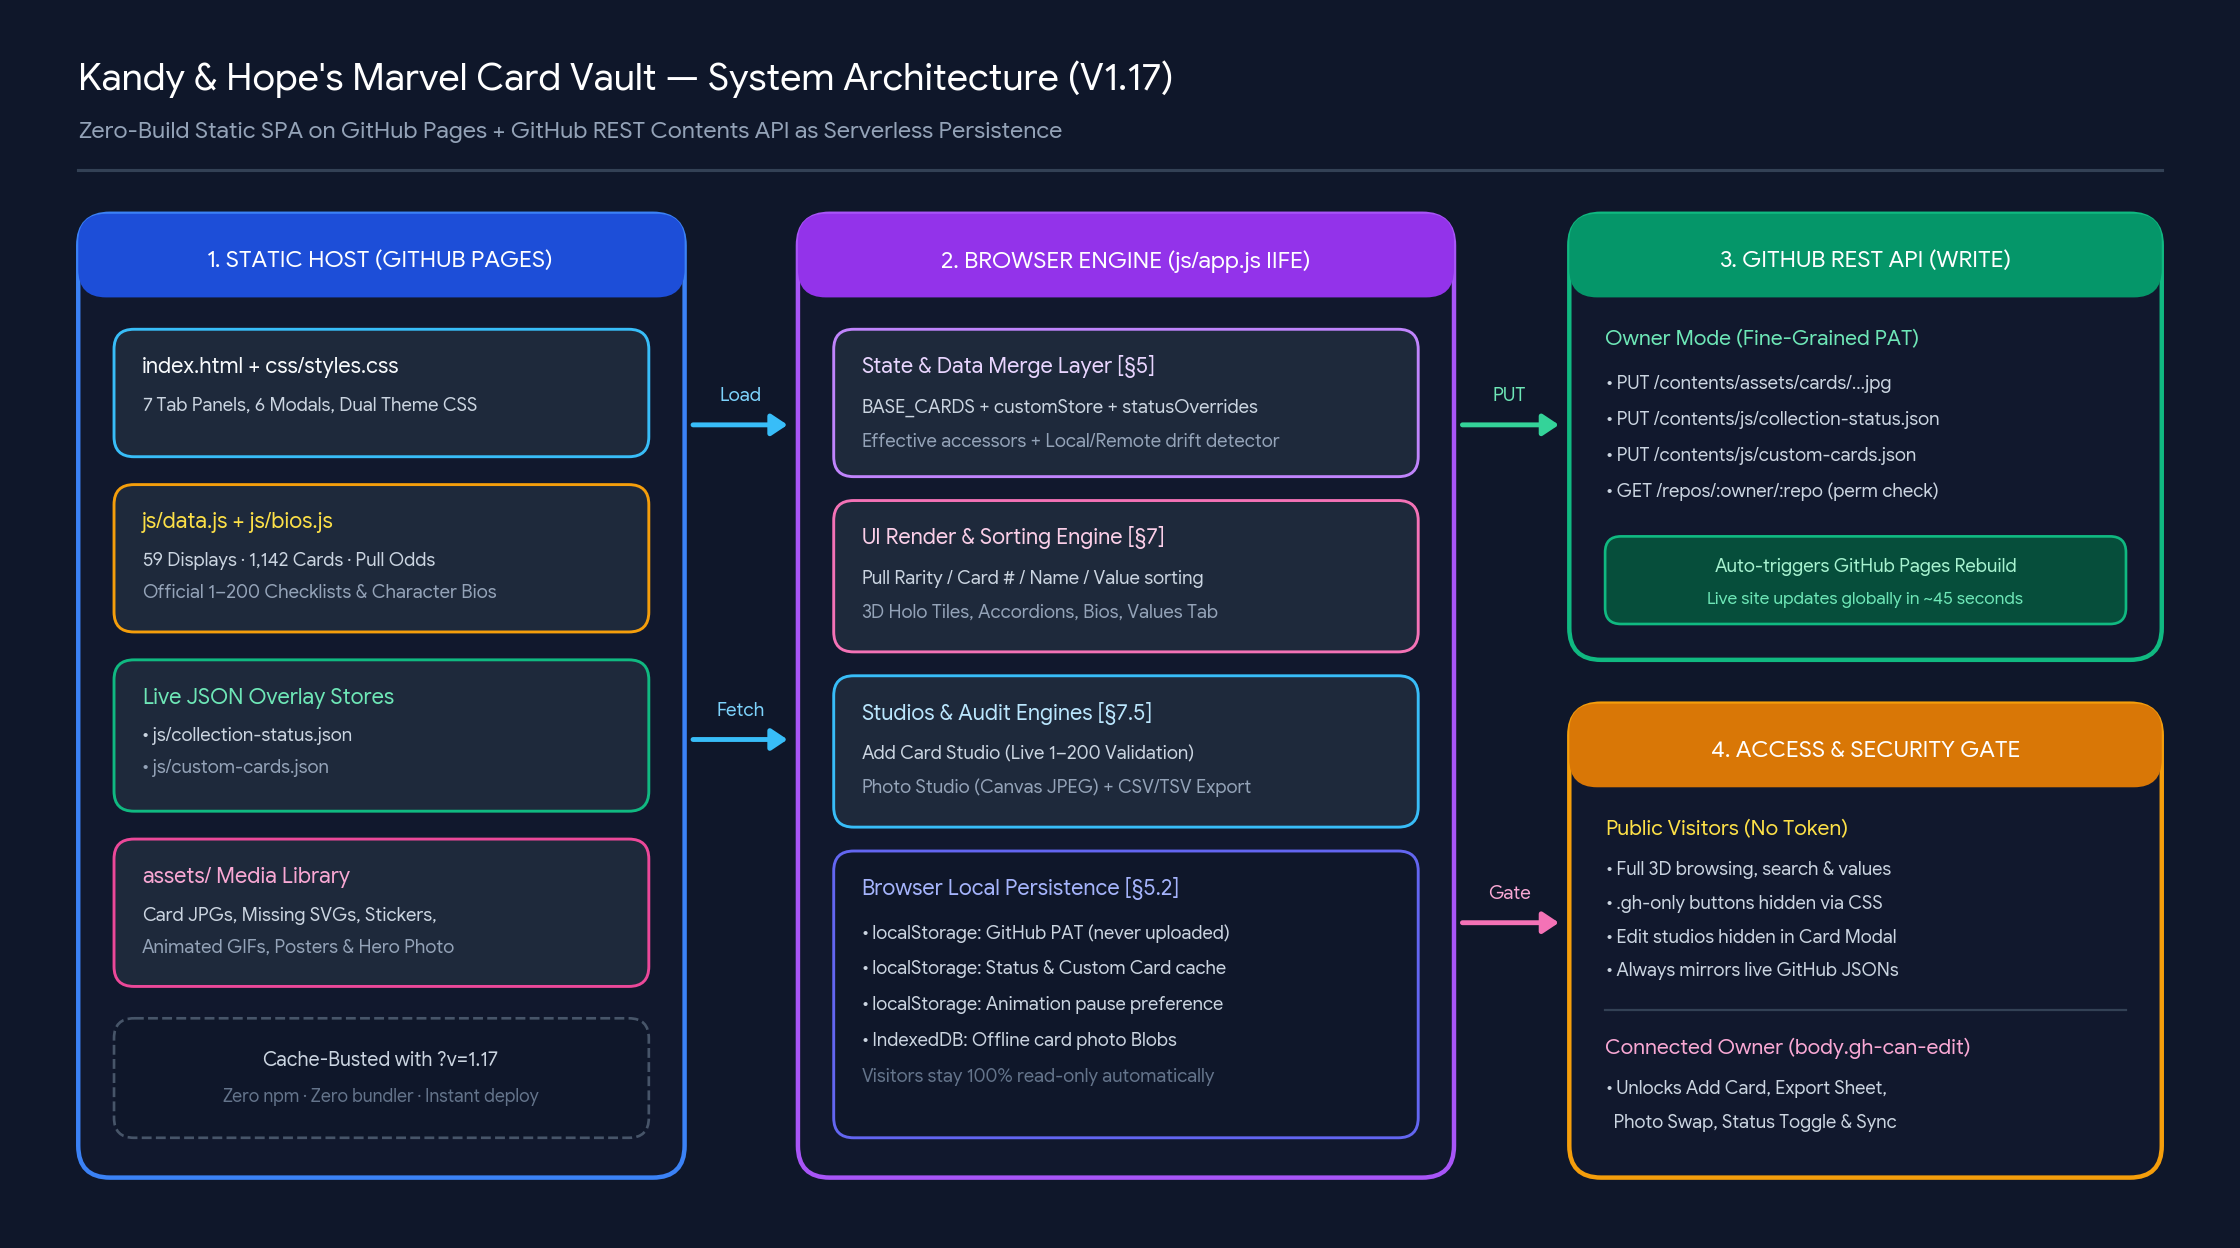 Kandy & Hope's Marvel Card Vault — System Architecture (V1.17)
Zero-Build Static SPA on GitHub Pages + GitHub REST Contents API as Serverless Persistence
1. STATIC HOST (GITHUB PAGES)
index.html + css/styles.css
7 Tab Panels, 6 Modals, Dual Theme CSS
js/data.js + js/bios.js
59 Displays · 1,142 Cards · Pull Odds
Official 1–200 Checklists & Character Bios
Live JSON Overlay Stores
• js/collection-status.json
• js/custom-cards.json
assets/ Media Library
Card JPGs, Missing SVGs, Stickers,
Animated GIFs, Posters & Hero Photo
Cache-Busted with ?v=1.17
Zero npm · Zero bundler · Instant deploy
Load
Fetch
2. BROWSER ENGINE (js/app.js IIFE)
State & Data Merge Layer [§5]
BASE_CARDS + customStore + statusOverrides
Effective accessors + Local/Remote drift detector
UI Render & Sorting Engine [§7]
Pull Rarity / Card # / Name / Value sorting
3D Holo Tiles, Accordions, Bios, Values Tab
Studios & Audit Engines [§7.5]
Add Card Studio (Live 1–200 Validation)
Photo Studio (Canvas JPEG) + CSV/TSV Export
Browser Local Persistence [§5.2]
• localStorage: GitHub PAT (never uploaded)
• localStorage: Status & Custom Card cache
• localStorage: Animation pause preference
• IndexedDB: Offline card photo Blobs
Visitors stay 100% read-only automatically
PUT
Gate
3. GITHUB REST API (WRITE)
Owner Mode (Fine-Grained PAT)
• PUT /contents/assets/cards/...jpg
• PUT /contents/js/collection-status.json
• PUT /contents/js/custom-cards.json
• GET /repos/:owner/:repo (perm check)
Auto-triggers GitHub Pages Rebuild
Live site updates globally in ~45 seconds
4. ACCESS & SECURITY GATE
Public Visitors (No Token)
• Full 3D browsing, search & values
• .gh-only buttons hidden via CSS
• Edit studios hidden in Card Modal
• Always mirrors live GitHub JSONs
Connected Owner (body.gh-can-edit)
• Unlocks Add Card, Export Sheet,
Photo Swap, Status Toggle & Sync